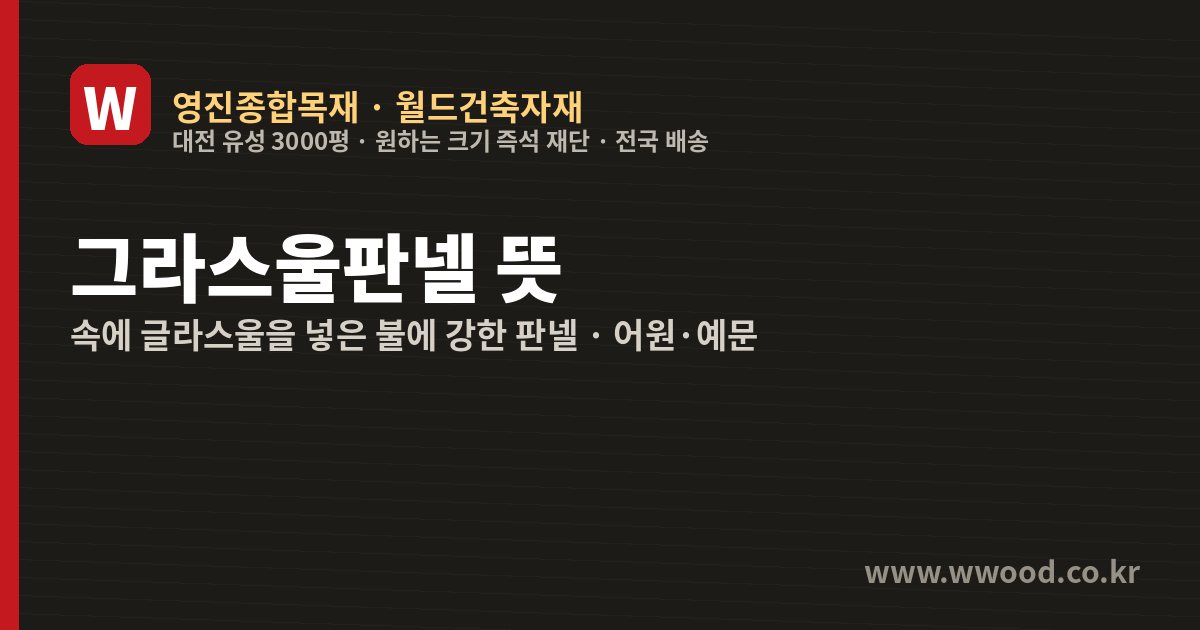 W
영진종합목재 · 월드건축자재
대전 유성 3000평 · 원하는 크기 즉석 재단 · 전국 배송
그라스울판넬 뜻
속에 글라스울을 넣은 불에 강한 판넬 · 어원·예문
www.wwood.co.kr